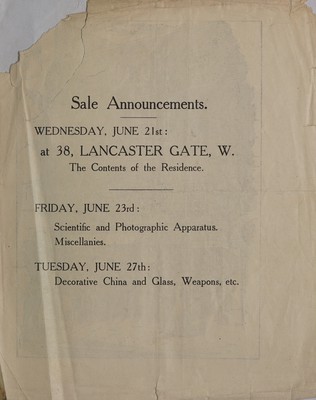 Sale Announcements.
WEDNESDAY, JUNE 21st:
at 38, LANCASTER GATE, W.
The Contents of the Residence.
FRIDAY, JUNE 23rd:
Scientific and Photographic Apparatus.
Miscellanies.
TUESDAY, JUNE 27th:
Decorative China and Glass, Weapons, etc.